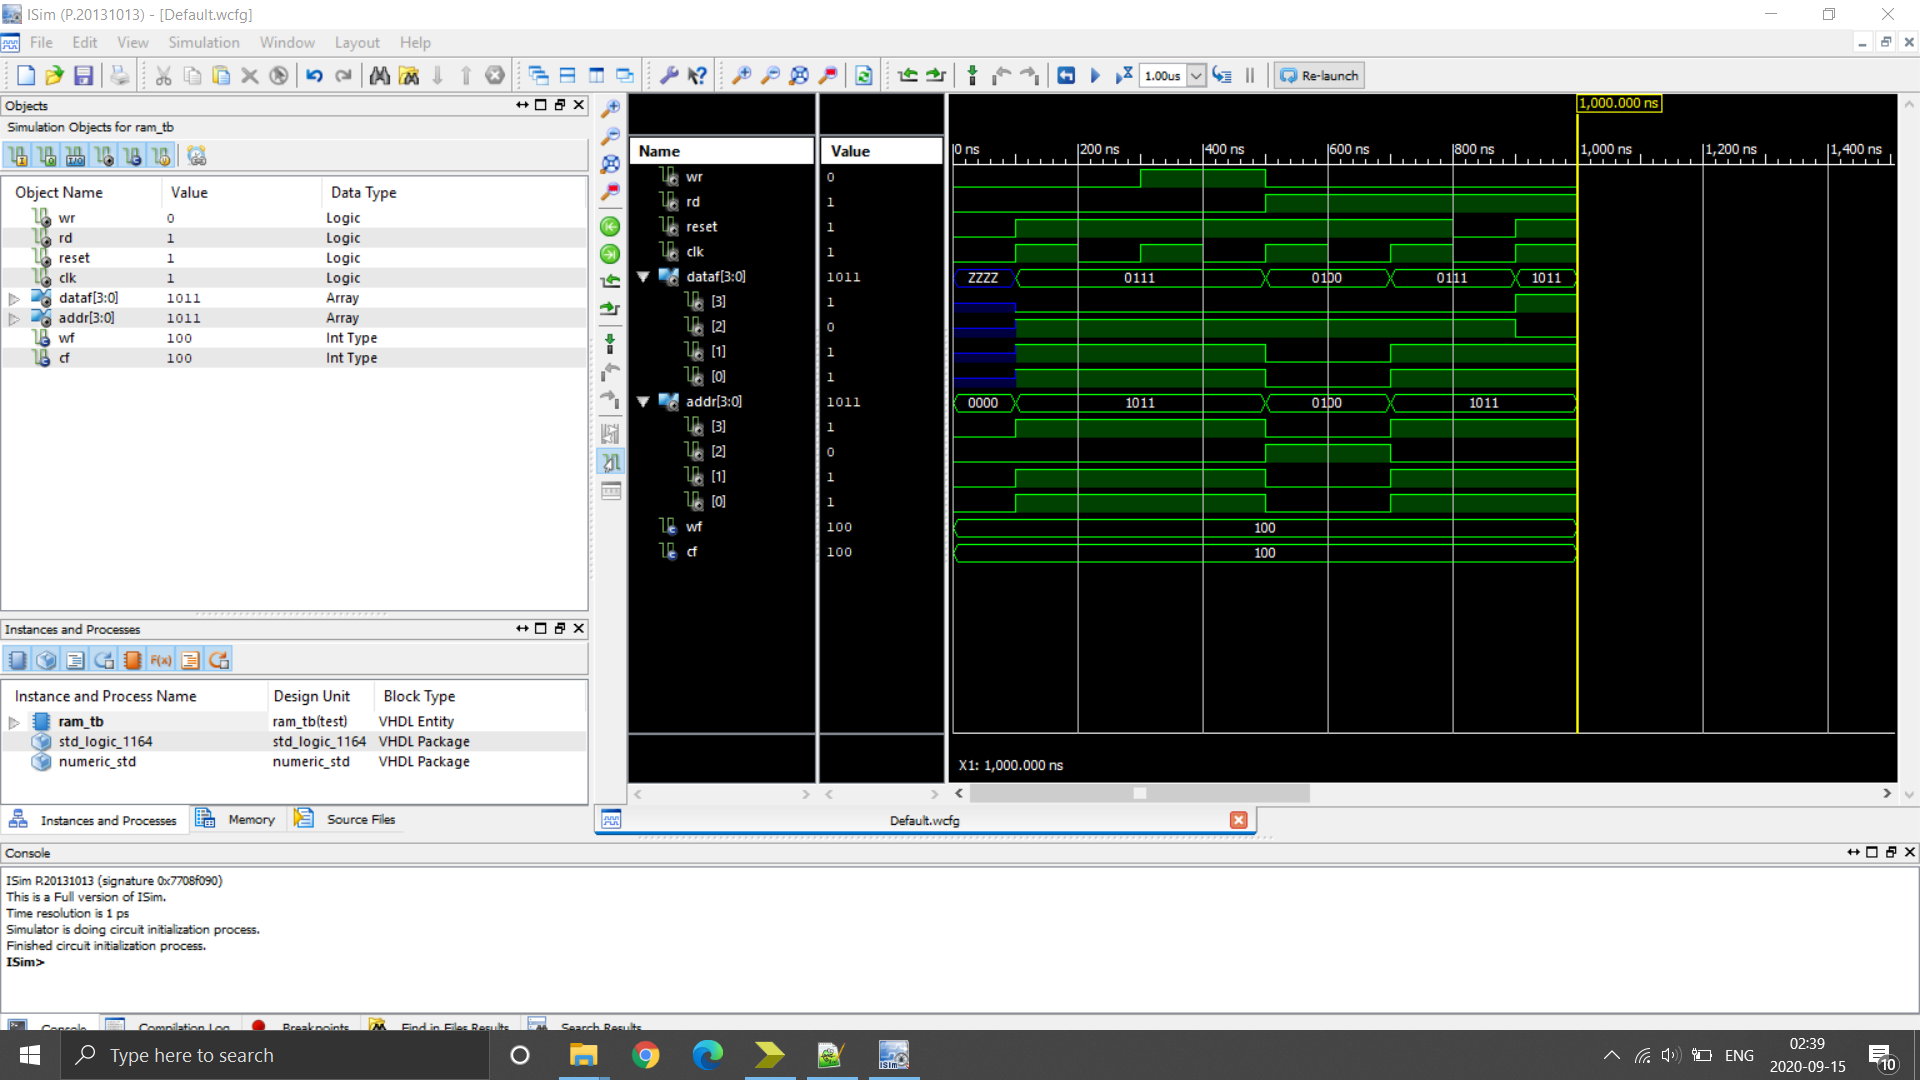 ISim (P.20131013) - [Default.wcfg]
File Edit View Simulation Window Layout Help
1.00us Re-launch
Objects
Simulation Objects for ram_tb
Object Name Value Data Type
wr 0 Logic
rd 1 Logic
reset 1 Logic
clk 1 Logic
dataf[3:0] 1011 Array
addr[3:0] 1011 Array
wf 100 Int Type
cf 100 Int Type
Instances and Processes
F(x)
Instance and Process Name Design Unit Block Type
ram_tb ram_tb(test) VHDL Entity
std_logic_1164 std_logic_1164 VHDL Package
numeric_std numeric_std VHDL Package
Instances and Processes Memory Source Files
1,000.000 ns
Name Value 0 ns 200 ns 400 ns 600 ns 800 ns 1,000 ns 1,200 ns 1,400 ns
wr 0
rd 1
reset 1
clk 1
dataf[3:0] 1011 ZZZZ 0111 0100 0111 1011
[3] 1
[2] 0
[1] 1
[0] 1
addr[3:0] 1011 0000 1011 0100 1011
[3] 1
[2] 0
[1] 1
[0] 1
wf 100 100
cf 100 100
X1: 1,000.000 ns
Default.wcfg
Console
ISim P.20131013 (signature 0x7708f090)
This is a Full version of ISim.
Time resolution is 1 ps
Simulator is doing circuit initialization process.
Finished circuit initialization process.
ISim>
Console Compilation Log Breakpoints Find in Files Results Search Results
Type here to search
ISim
ENG
02:39
2020-09-15
10